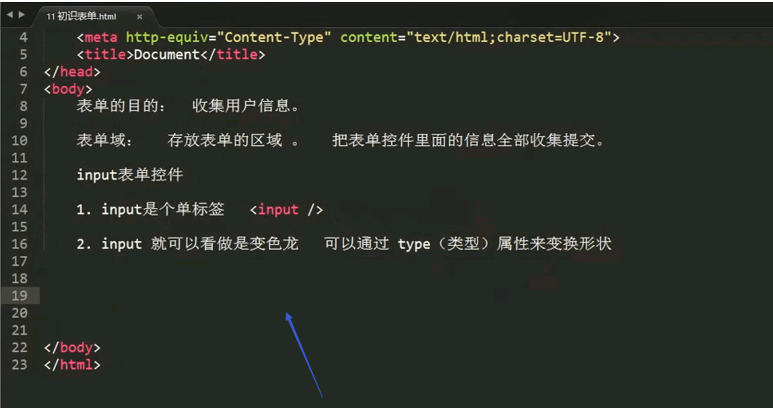 11 初识表单.html ×
4 <meta http-equiv="Content-Type" content="text/html;charset=UTF-8">
5 <title>Document</title>
6 </head>
7 <body>
8 表单的目的： 收集用户信息。
9
10 表单域： 存放表单的区域 。 把表单控件里面的信息全部收集提交。
11
12 input表单控件
13
14 1. input是个单标签 <input />
15
16 2. input 就可以看做是变色龙 可以通过 type（类型）属性来变换形状
17
18
19
20
21
22 </body>
23 </html>